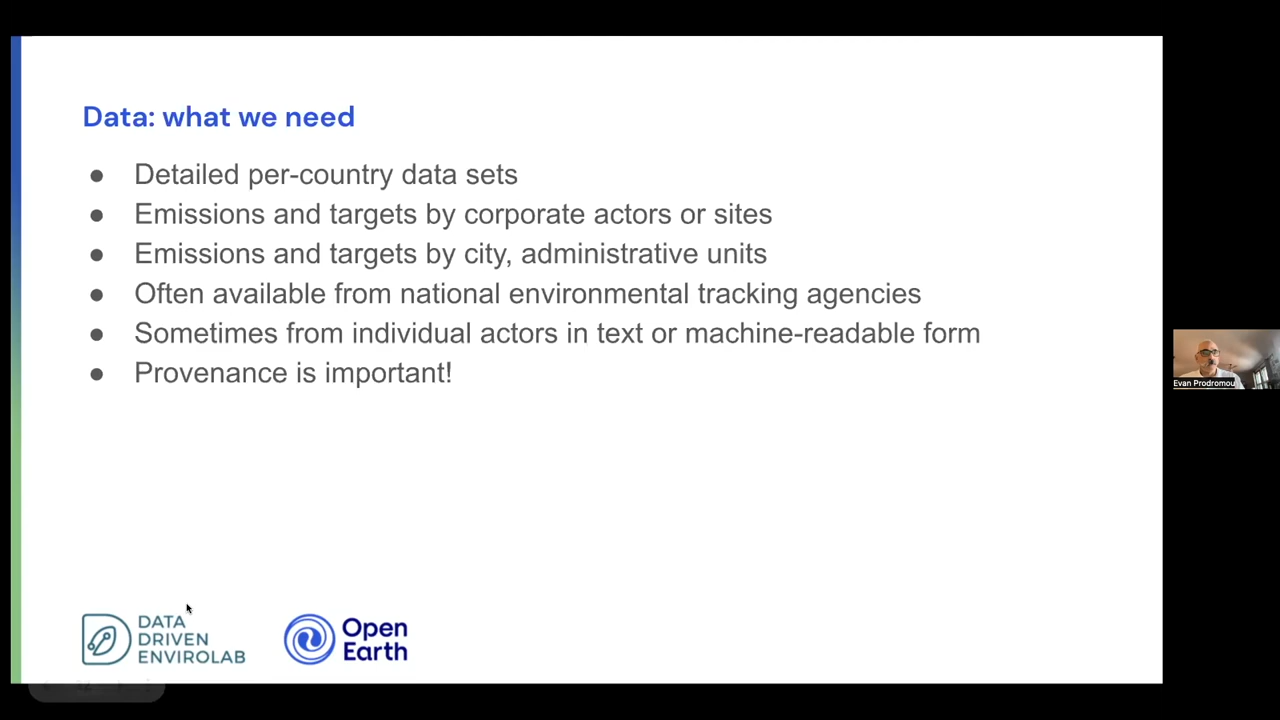 Data: what we need
● Detailed per-country data sets
● Emissions and targets by corporate actors or sites
● Emissions and targets by city, administrative units
● Often available from national environmental tracking agencies
● Sometimes from individual actors in text or machine-readable form
● Provenance is important!
Evan Prodromou
DATA
DRIVEN
ENVIROLAB
Open
Earth